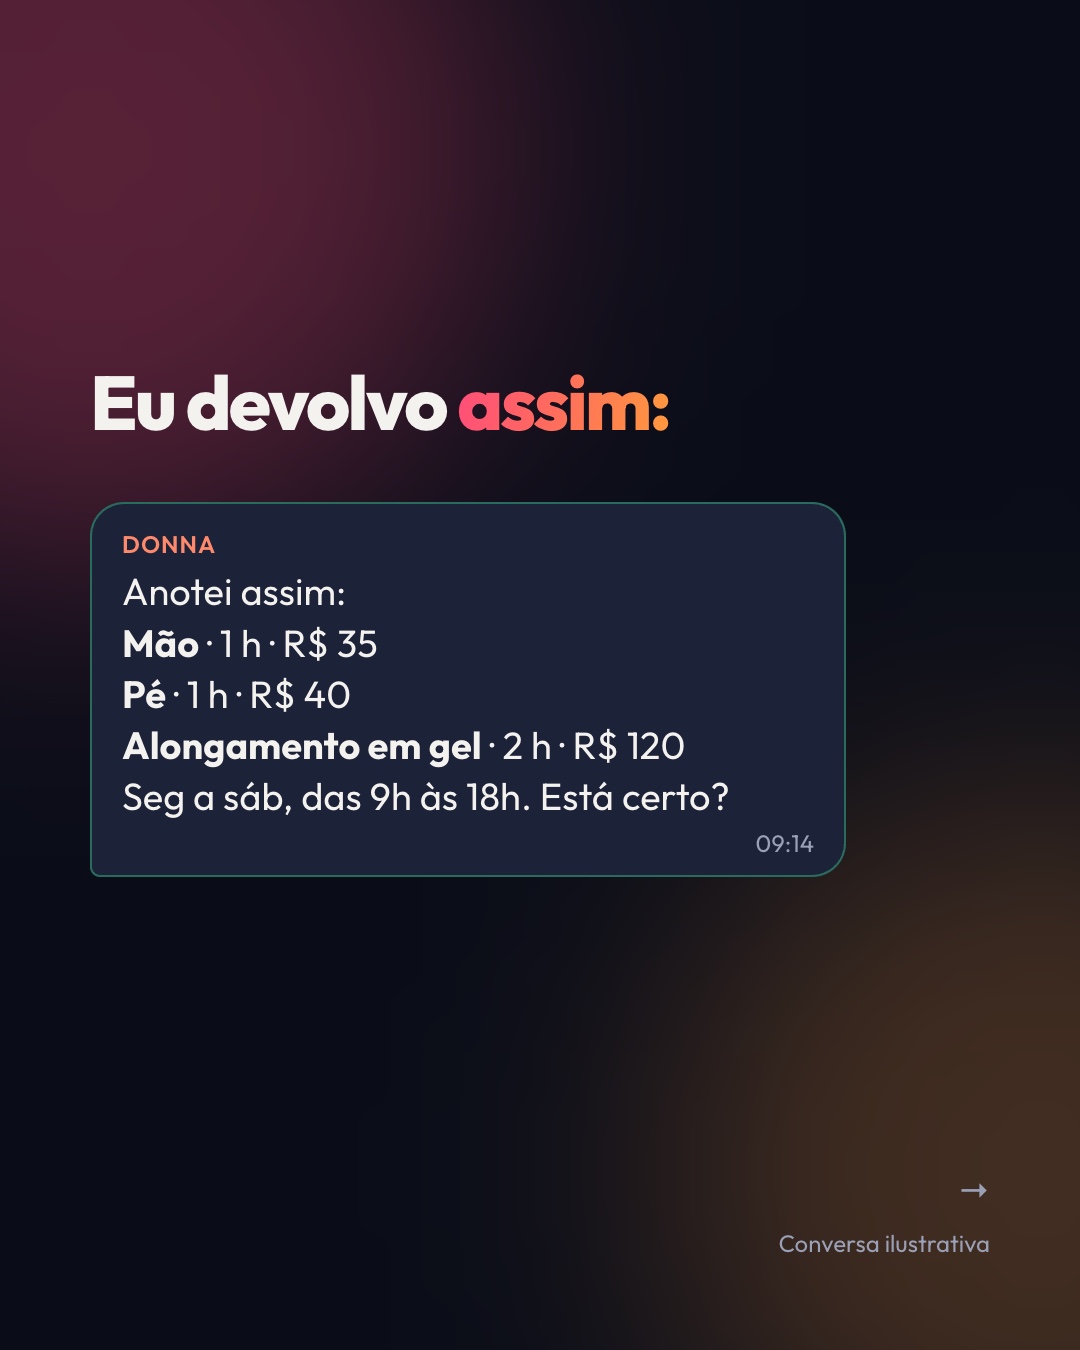 Eu devolvo assim:
DONNA
Anotei assim:
Mão · 1 h · R$ 35
Pé · 1 h · R$ 40
Alongamento em gel · 2 h · R$ 120
Seg a sáb, das 9h às 18h. Está certo?
09:14
→
Conversa ilustrativa